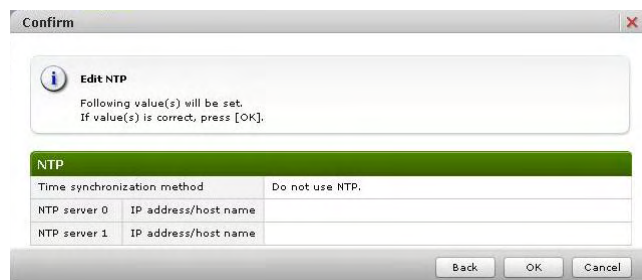 Confirm
Edit NTP
Following value(s) will be set.
If value(s) is correct, press [OK].
NTP
Time synchronization method Do not use NTP.
NTP server 0 IP address/host name
NTP server 1 IP address/host name
Back OK Cancel